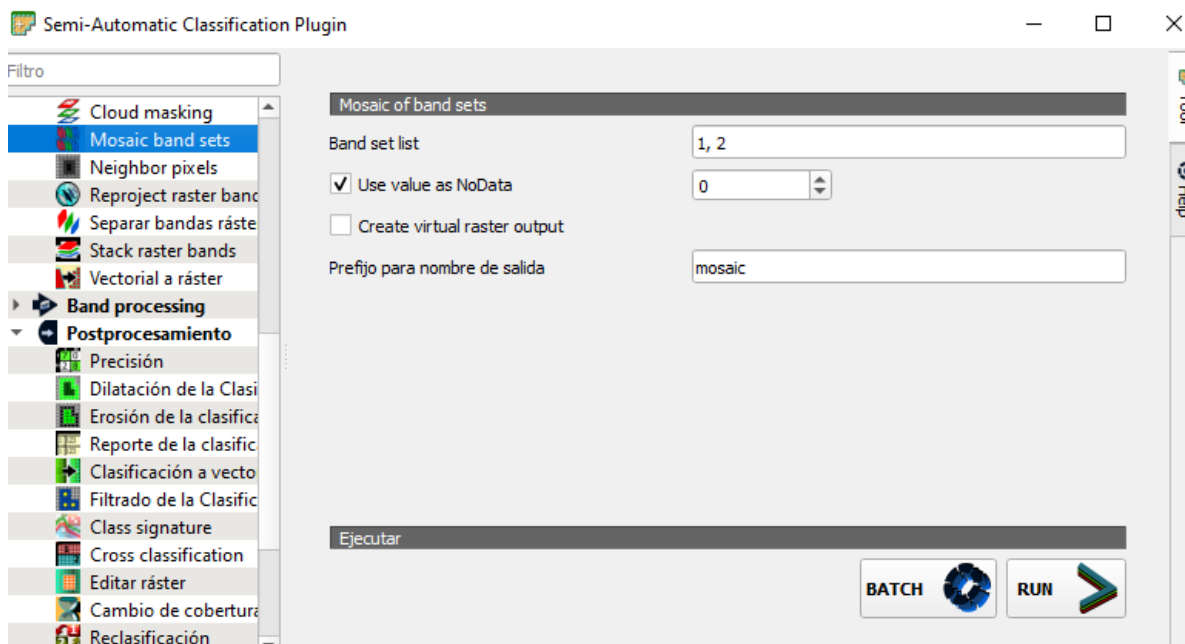 Semi-Automatic Classification Plugin
Filtro
Cloud masking
Mosaic band sets
Neighbor pixels
Reproject raster banc
Separar bandas ráste
Stack raster bands
Vectorial a ráster
Band processing
Postprocesamiento
Precisión
Dilatación de la Clasi
Erosión de la clasifica
Reporte de la clasific
Clasificación a vecto
Filtrado de la Clasific
Class signature
Cross classification
Editar ráster
Cambio de cobertura
Reclasificación
Mosaic of band sets
Band set list
1, 2
Use value as NoData
0
Create virtual raster output
Prefijo para nombre de salida
mosaic
Ejecutar
BATCH
RUN
Help